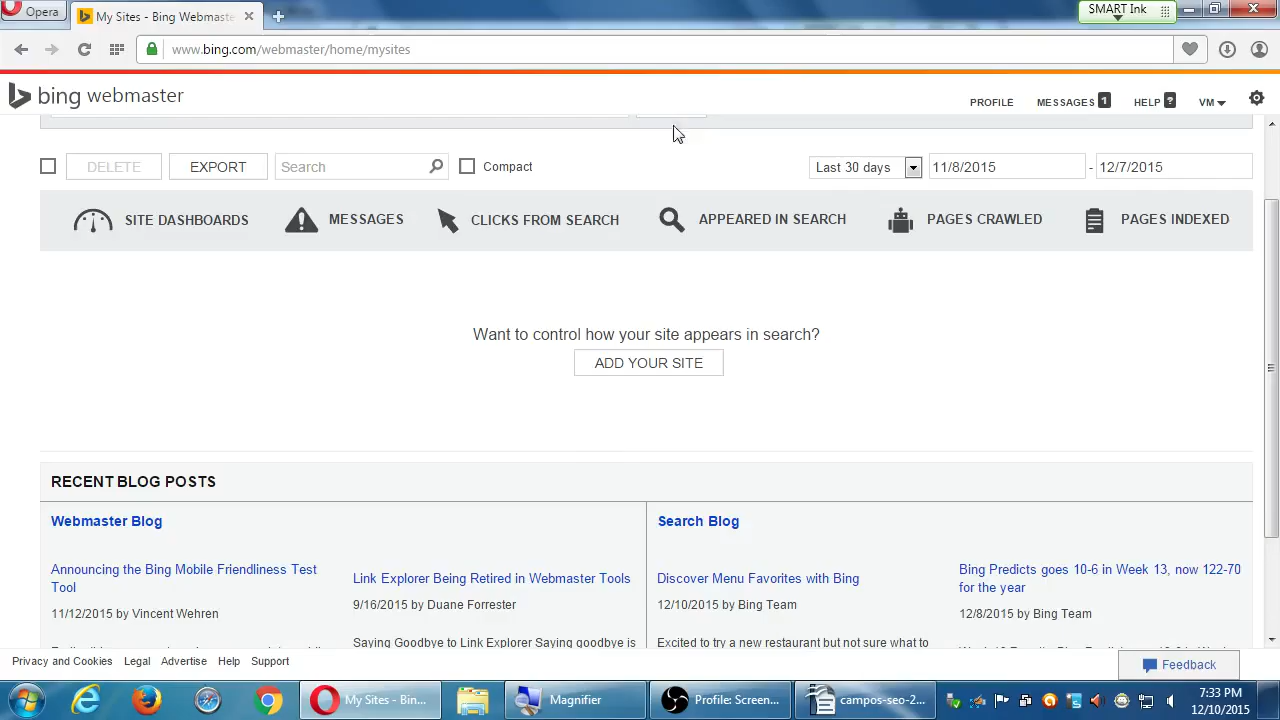 Opera
My Sites - Bing Webmaste
SMART Ink
www.bing.com/webmaster/home/mysites
bing webmaster
PROFILE
MESSAGES 1
HELP ?
VM
DELETE
EXPORT
Search
Compact
Last 30 days
11/8/2015 - 12/7/2015
SITE DASHBOARDS
MESSAGES
CLICKS FROM SEARCH
APPEARED IN SEARCH
PAGES CRAWLED
PAGES INDEXED
Want to control how your site appears in search?
ADD YOUR SITE
RECENT BLOG POSTS
Webmaster Blog
Announcing the Bing Mobile Friendliness Test
Tool
11/12/2015 by Vincent Wehren
Link Explorer Being Retired in Webmaster Tools
9/16/2015 by Duane Forrester
Saying Goodbye to Link Explorer Saying goodbye is
Search Blog
Discover Menu Favorites with Bing
12/10/2015 by Bing Team
Excited to try a new restaurant but not sure what to
Bing Predicts goes 10-6 in Week 13, now 122-70
for the year
12/8/2015 by Bing Team
Privacy and Cookies
Legal
Advertise
Help
Support
Feedback
My Sites - Bin...
Magnifier
Profile: Screen...
campos-seo-2...
7:33 PM
12/10/2015